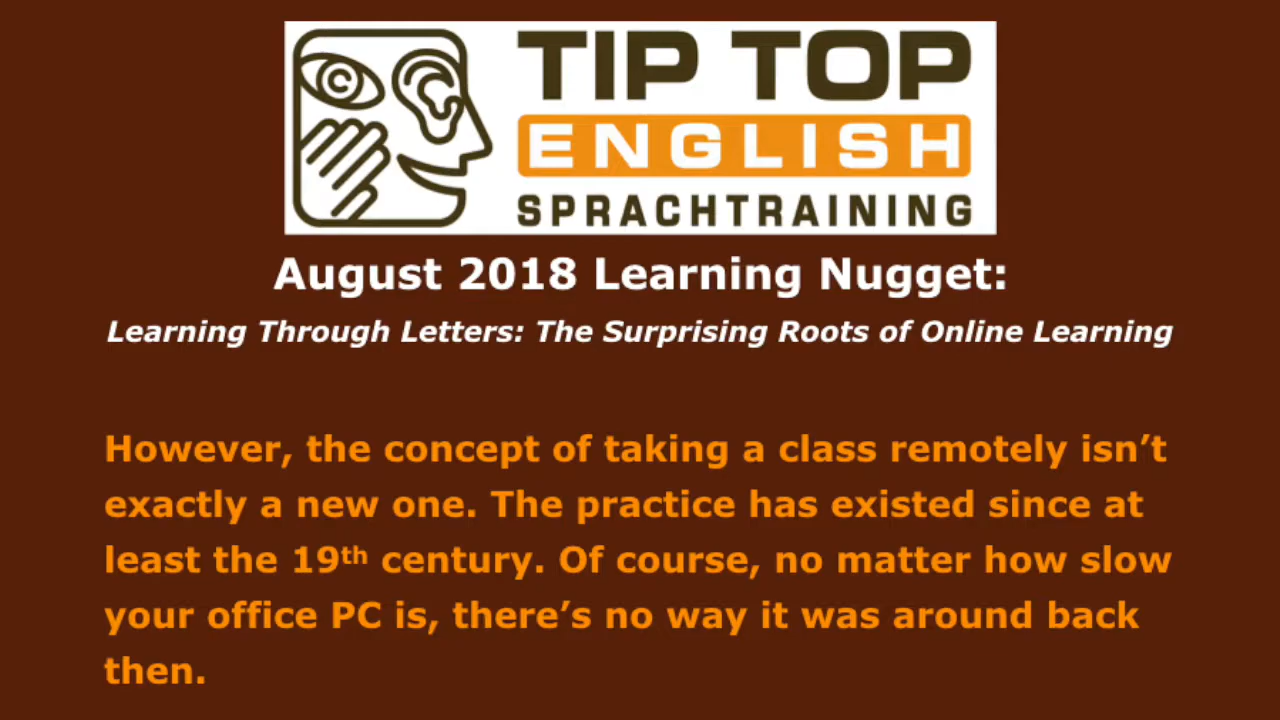 TIP TOP
ENGLISH
SPRACHTRAINING
August 2018 Learning Nugget:
Learning Through Letters: The Surprising Roots of Online Learning
However, the concept of taking a class remotely isn’t
exactly a new one. The practice has existed since at
least the 19th century. Of course, no matter how slow
your office PC is, there’s no way it was around back
then.